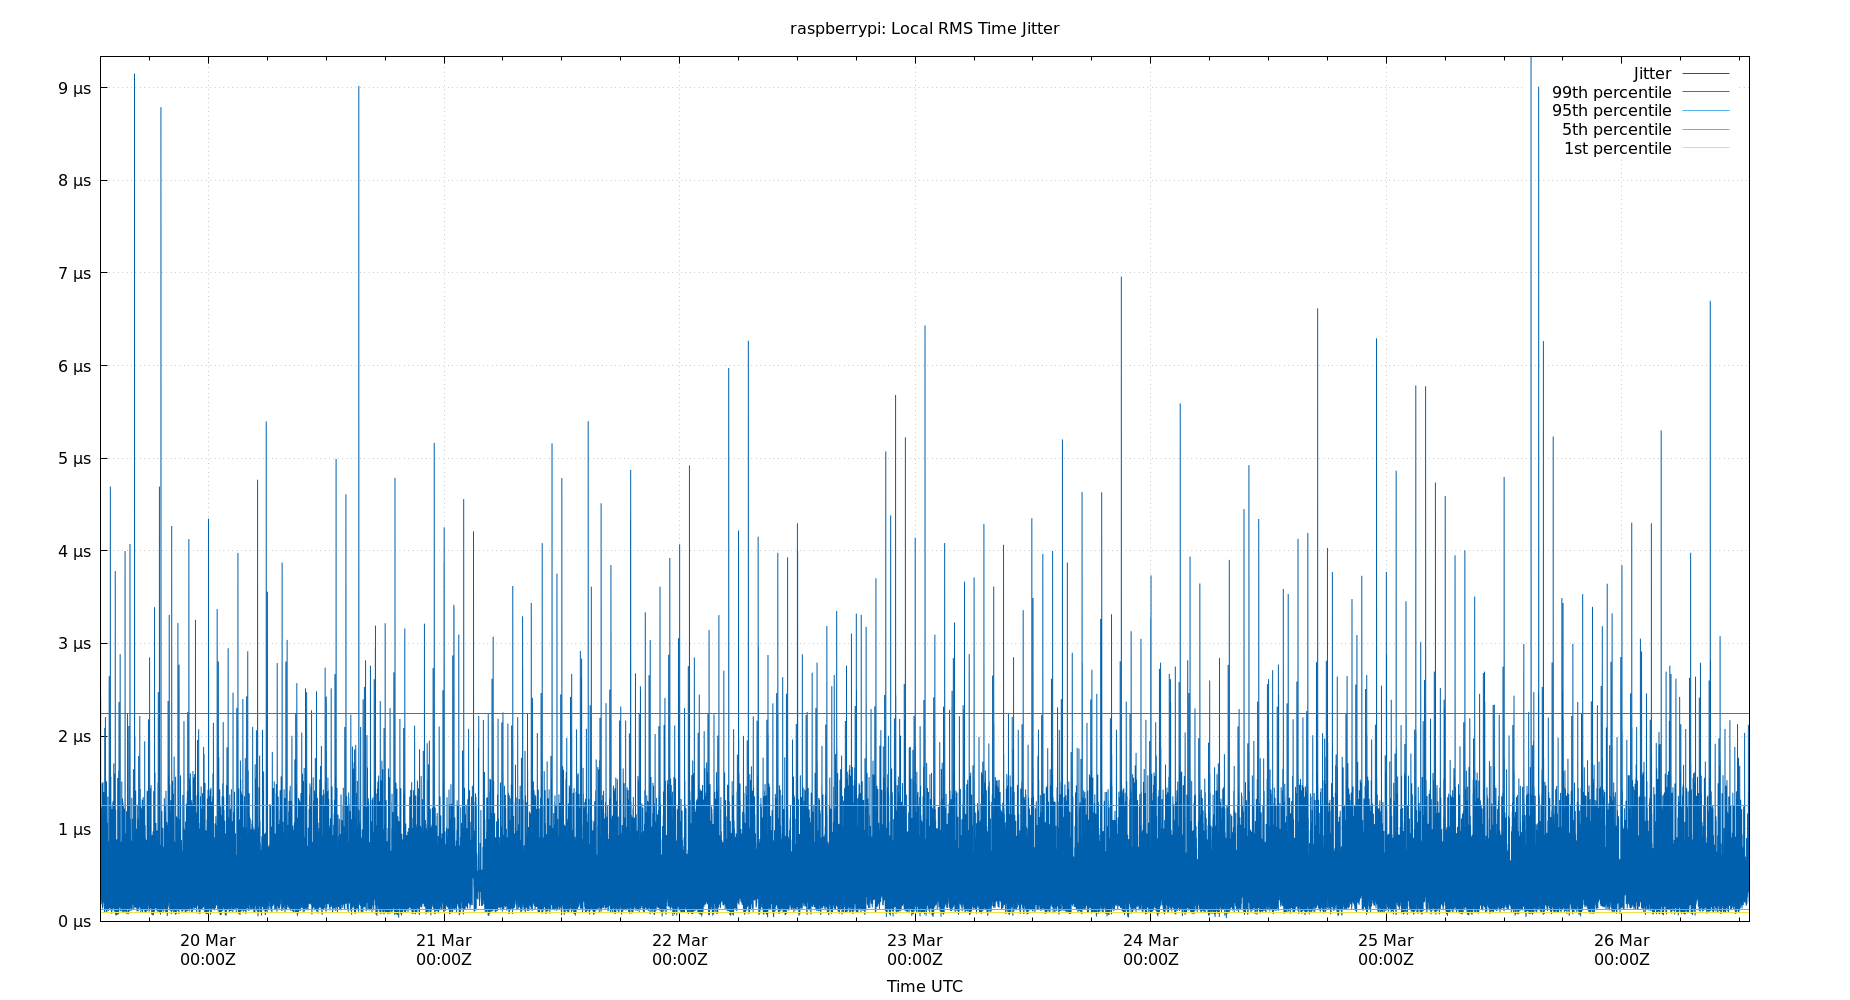 raspberrypi: Local RMS Time Jitter
Jitter
99th percentile
95th percentile
5th percentile
1st percentile
9 µs
8 µs
7 µs
6 µs
5 µs
4 µs
3 µs
2 µs
1 µs
0 µs
20 Mar
00:00Z
21 Mar
00:00Z
22 Mar
00:00Z
23 Mar
00:00Z
24 Mar
00:00Z
25 Mar
00:00Z
26 Mar
00:00Z
Time UTC